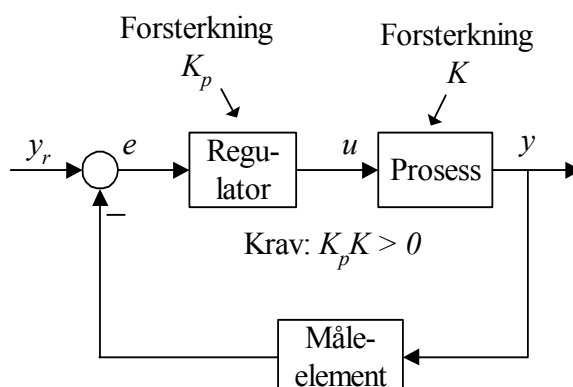 Forsterkning
K_p
Forsterkning
K
y_r
e
Regu-
lator
u
Prosess
y
–
Krav: K_pK > 0
Måle-
element